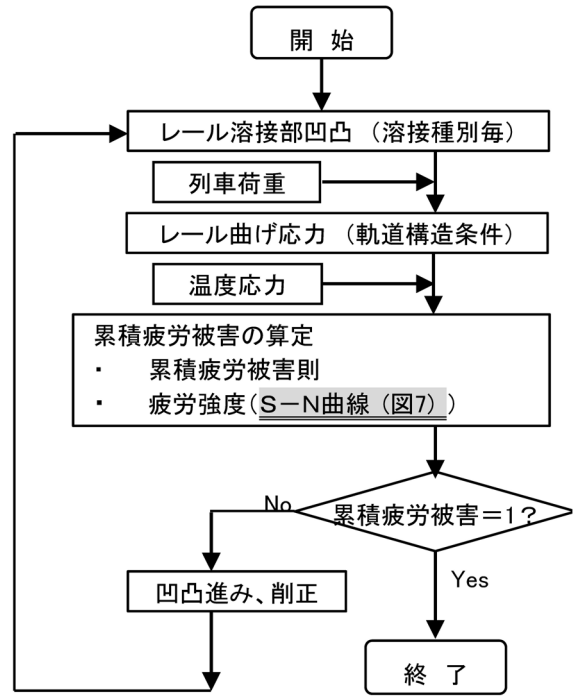 開　始
レール溶接部凹凸（溶接種別毎）
列車荷重
レール曲げ応力（軌道構造条件）
温度応力
累積疲労被害の算定
・　累積疲労被害則
・　疲労強度（S－N曲線（図7））
累積疲労被害＝1？
No
Yes
凹凸進み、削正
終　了